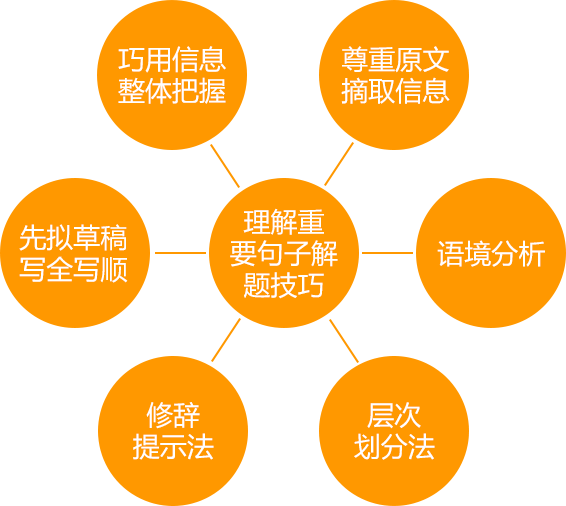 巧用信息
整体把握
尊重原文
摘取信息
先拟草稿
写全写顺
理解重
要句子解
题技巧
语境分析
修辞
提示法
层次
划分法